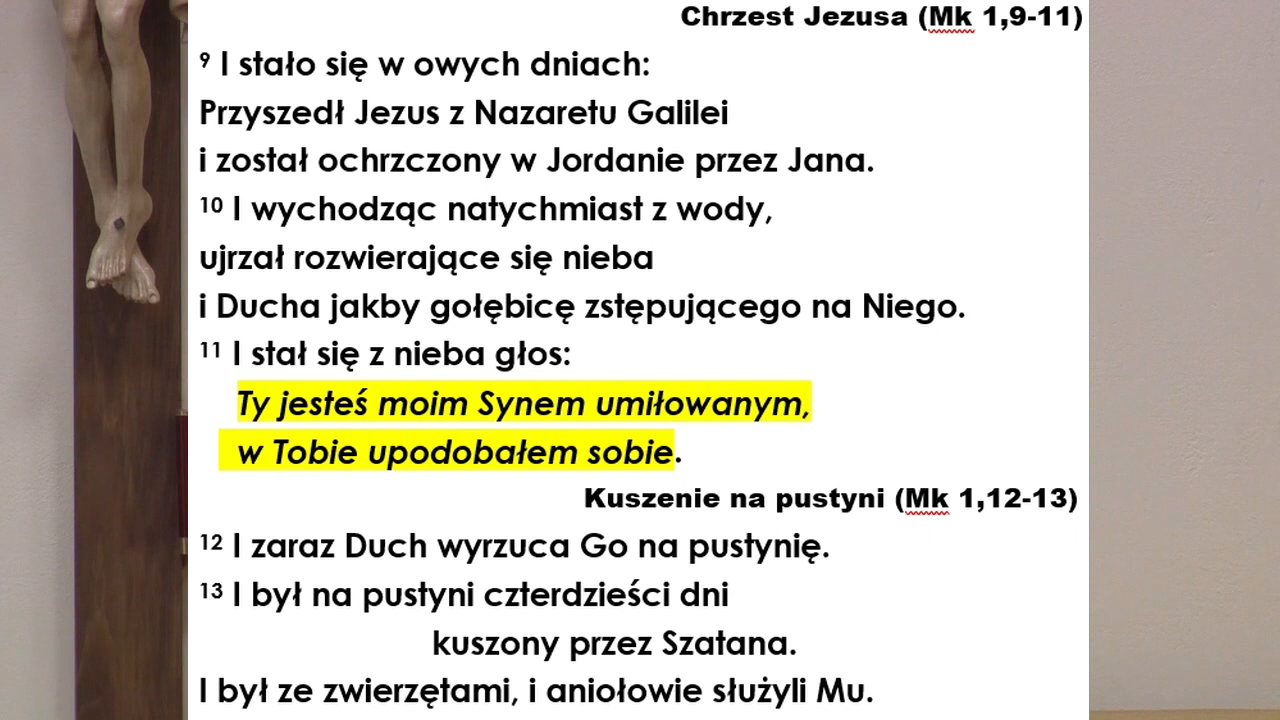 Chrzest Jezusa (Mk 1,9-11)
⁹ I stało się w owych dniach:
Przyszedł Jezus z Nazaretu Galilei
i został ochrzczony w Jordanie przez Jana.
¹⁰ I wychodząc natychmiast z wody,
ujrzał rozwierające się nieba
i Ducha jakby gołębicę zstępującego na Niego.
¹¹ I stał się z nieba głos:
Ty jesteś moim Synem umiłowanym,
w Tobie upodobałem sobie.
Kuszenie na pustyni (Mk 1,12-13)
¹² I zaraz Duch wyrzuca Go na pustynię.
¹³ I był na pustyni czterdzieści dni
kuszony przez Szatana.
I był ze zwierzętami, i aniołowie służyli Mu.